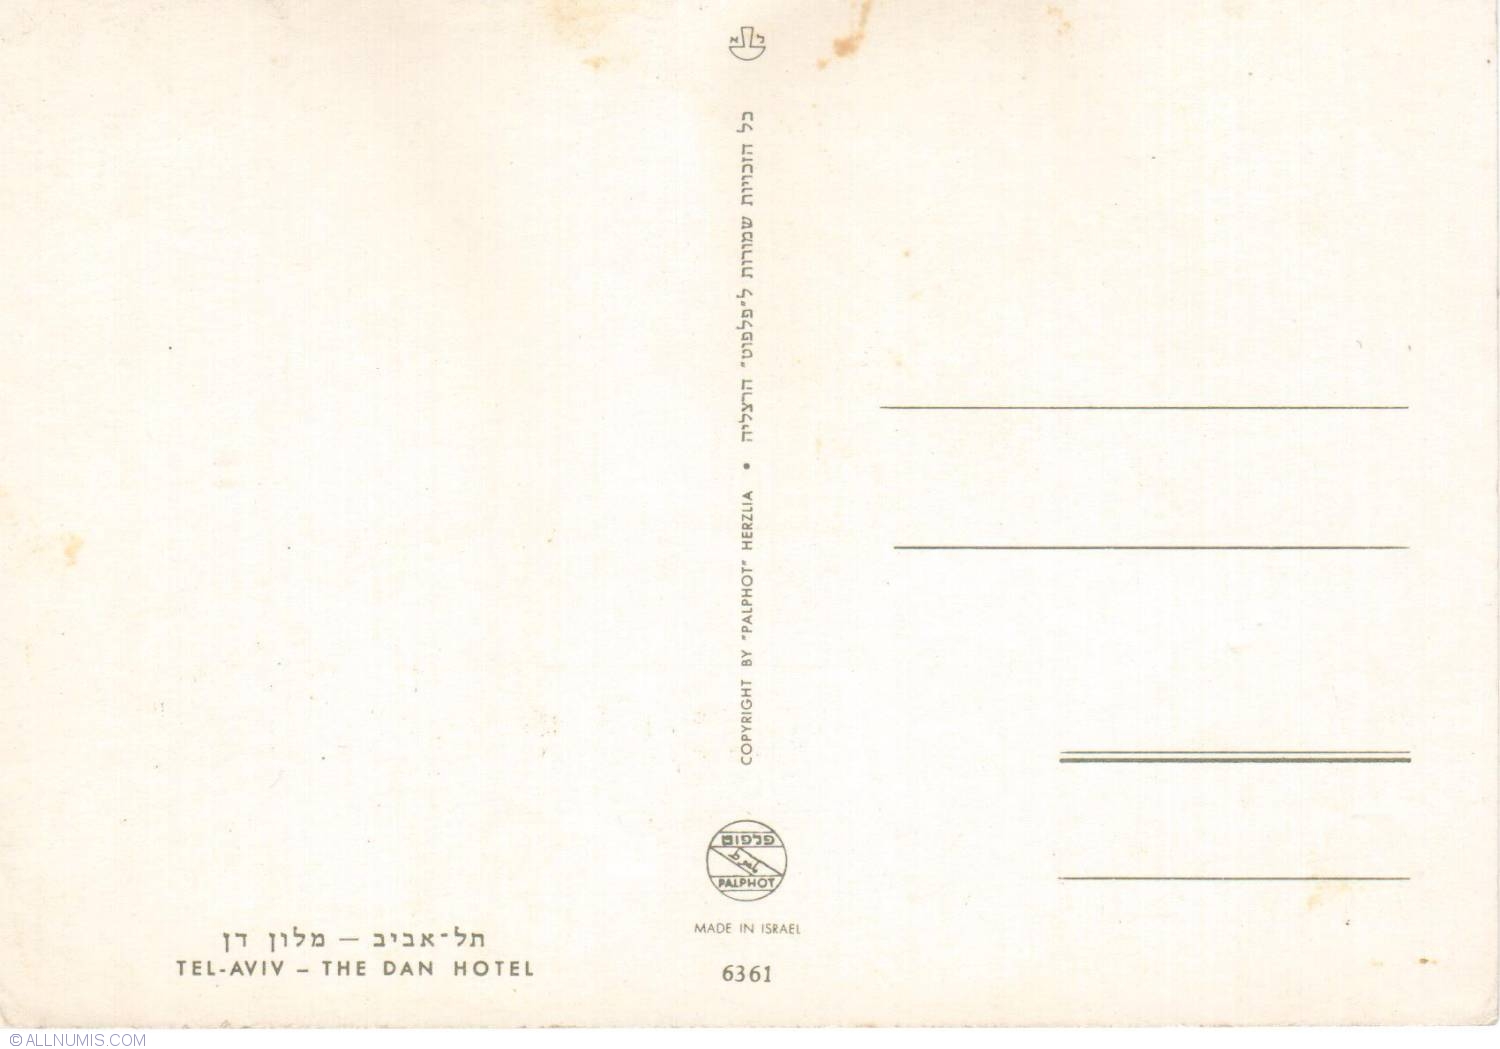 א ל
כל הזכויות שמורות ל"פלפוט" הרצליה • COPYRIGHT BY "PALPHOT" HERZLIA
פלפוט
PALPHOT
MADE IN ISRAEL
6361
תל-אביב – מלון דן
TEL-AVIV – THE DAN HOTEL
© ALLNUMIS.COM